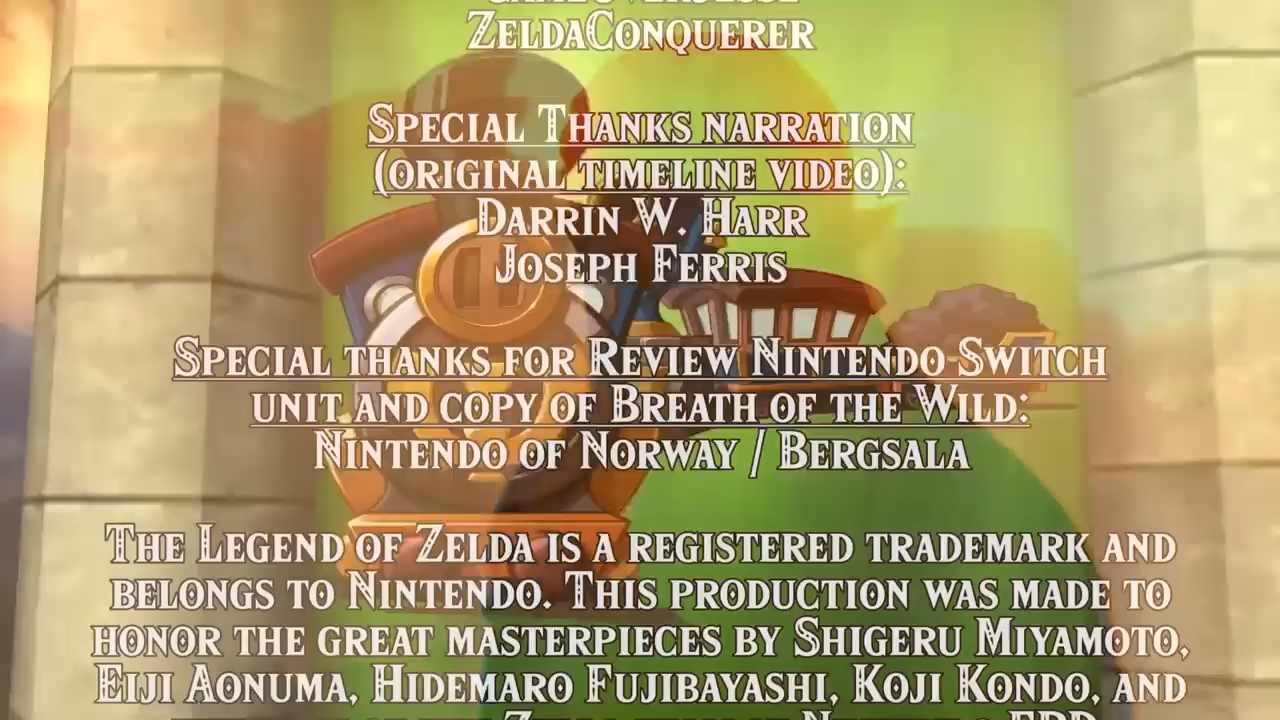 ZeldaConquerer
Special Thanks narration
(original timeline video):
Darrin W. Harr
Joseph Ferris
Special thanks for Review Nintendo Switch
unit and copy of Breath of the Wild:
Nintendo of Norway / Bergsala
The Legend of Zelda is a registered trademark and
belongs to Nintendo. This production was made to
honor the great masterpieces by Shigeru Miyamoto,
Eiji Aonuma, Hidemaro Fujibayashi, Koji Kondo, and